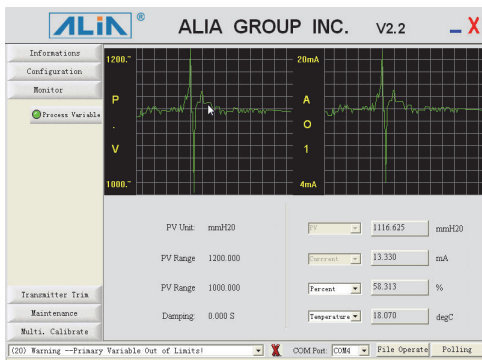 ALiA ® ALIA GROUP INC. V2.2
Informations
Configuration
Monitor
Process Variable
1200.~
P
.
V
1000.~
20mA
A
O
1
4mA
PV Unit: mmH20
PV Range 1200.000
PV Range 1000.000
Damping: 0.000 S
PV 1116.625 mmH20
Current 13.330 mA
Percent 58.313 %
Temperature 18.070 degC
Transmitter Trim
Maintenance
Multi. Calibrate
(20) Warning --Primary Variable Out of Limits! X COM Port: COM4 File Operate Polling